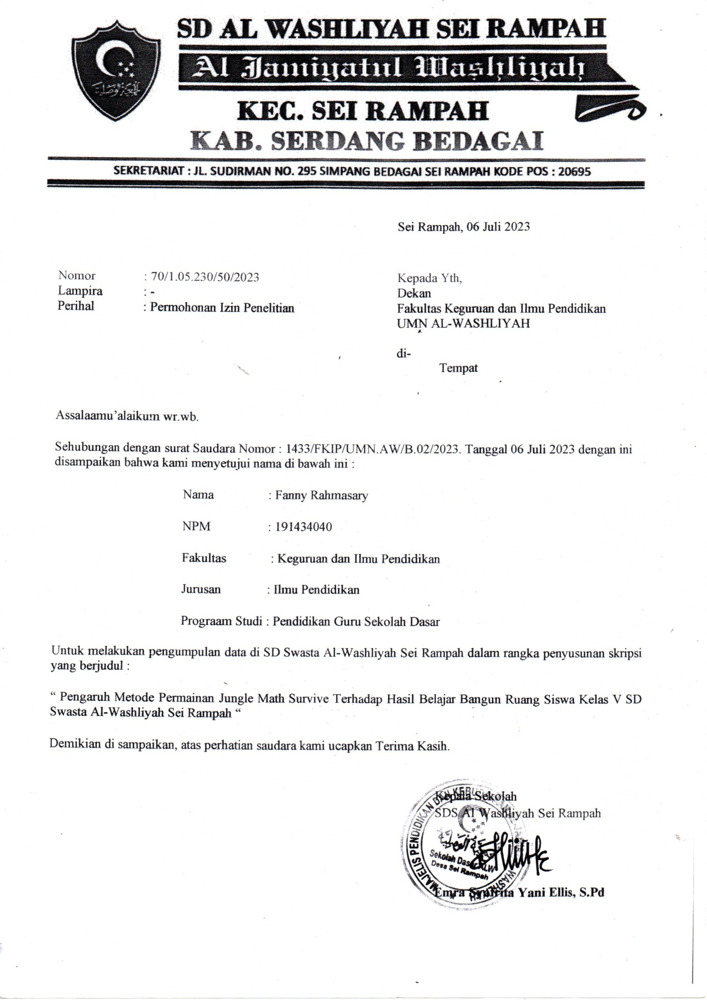 SD AL WASHLIYAH SEI RAMPAH
Al Jamiyatul Washliyah
KEC. SEI RAMPAH
KAB. SERDANG BEDAGAI
SEKRETARIAT : JL. SUDIRMAN NO. 295 SIMPANG BEDAGAI SEI RAMPAH KODE POS : 20695
Sei Rampah, 06 Juli 2023
Nomor : 70/1.05.230/50/2023
Lampira : -
Perihal : Permohonan Izin Penelitian
Kepada Yth,
Dekan
Fakultas Keguruan dan Ilmu Pendidikan
UMN AL-WASHLIYAH
di-
Tempat
Assalaamu’alaikum wr.wb.
Sehubungan dengan surat Saudara Nomor : 1433/FKIP/UMN.AW/B.02/2023. Tanggal 06 Juli 2023 dengan ini
disampaikan bahwa kami menyetujui nama di bawah ini :
Nama : Fanny Rahmasary
NPM : 191434040
Fakultas : Keguruan dan Ilmu Pendidikan
Jurusan : Ilmu Pendidikan
Prograam Studi : Pendidikan Guru Sekolah Dasar
Untuk melakukan pengumpulan data di SD Swasta Al-Washliyah Sei Rampah dalam rangka penyusunan skripsi
yang berjudul :
“ Pengaruh Metode Permainan Jungle Math Survive Terhadap Hasil Belajar Bangun Ruang Siswa Kelas V SD
Swasta Al-Washliyah Sei Rampah “
Demikian di sampaikan, atas perhatian saudara kami ucapkan Terima Kasih.
Kepala Sekolah
SDS Al Washliyah Sei Rampah
MAJELIS PENDIDIKAN DAN
Sekolah Dasar
Desa Sei Rampah
Emra Syafrita Yani Ellis, S.Pd